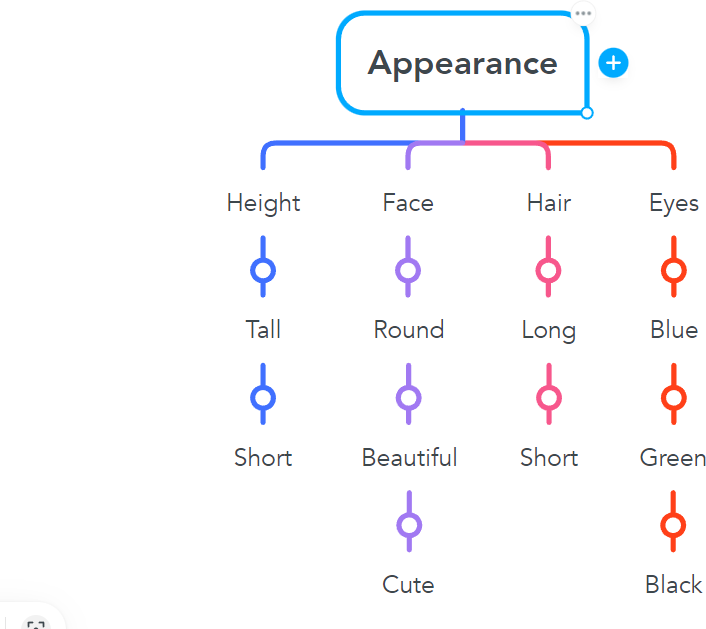 Appearance
Height Face Hair Eyes
Tall Round Long Blue
Short Beautiful Short Green
Cute Black